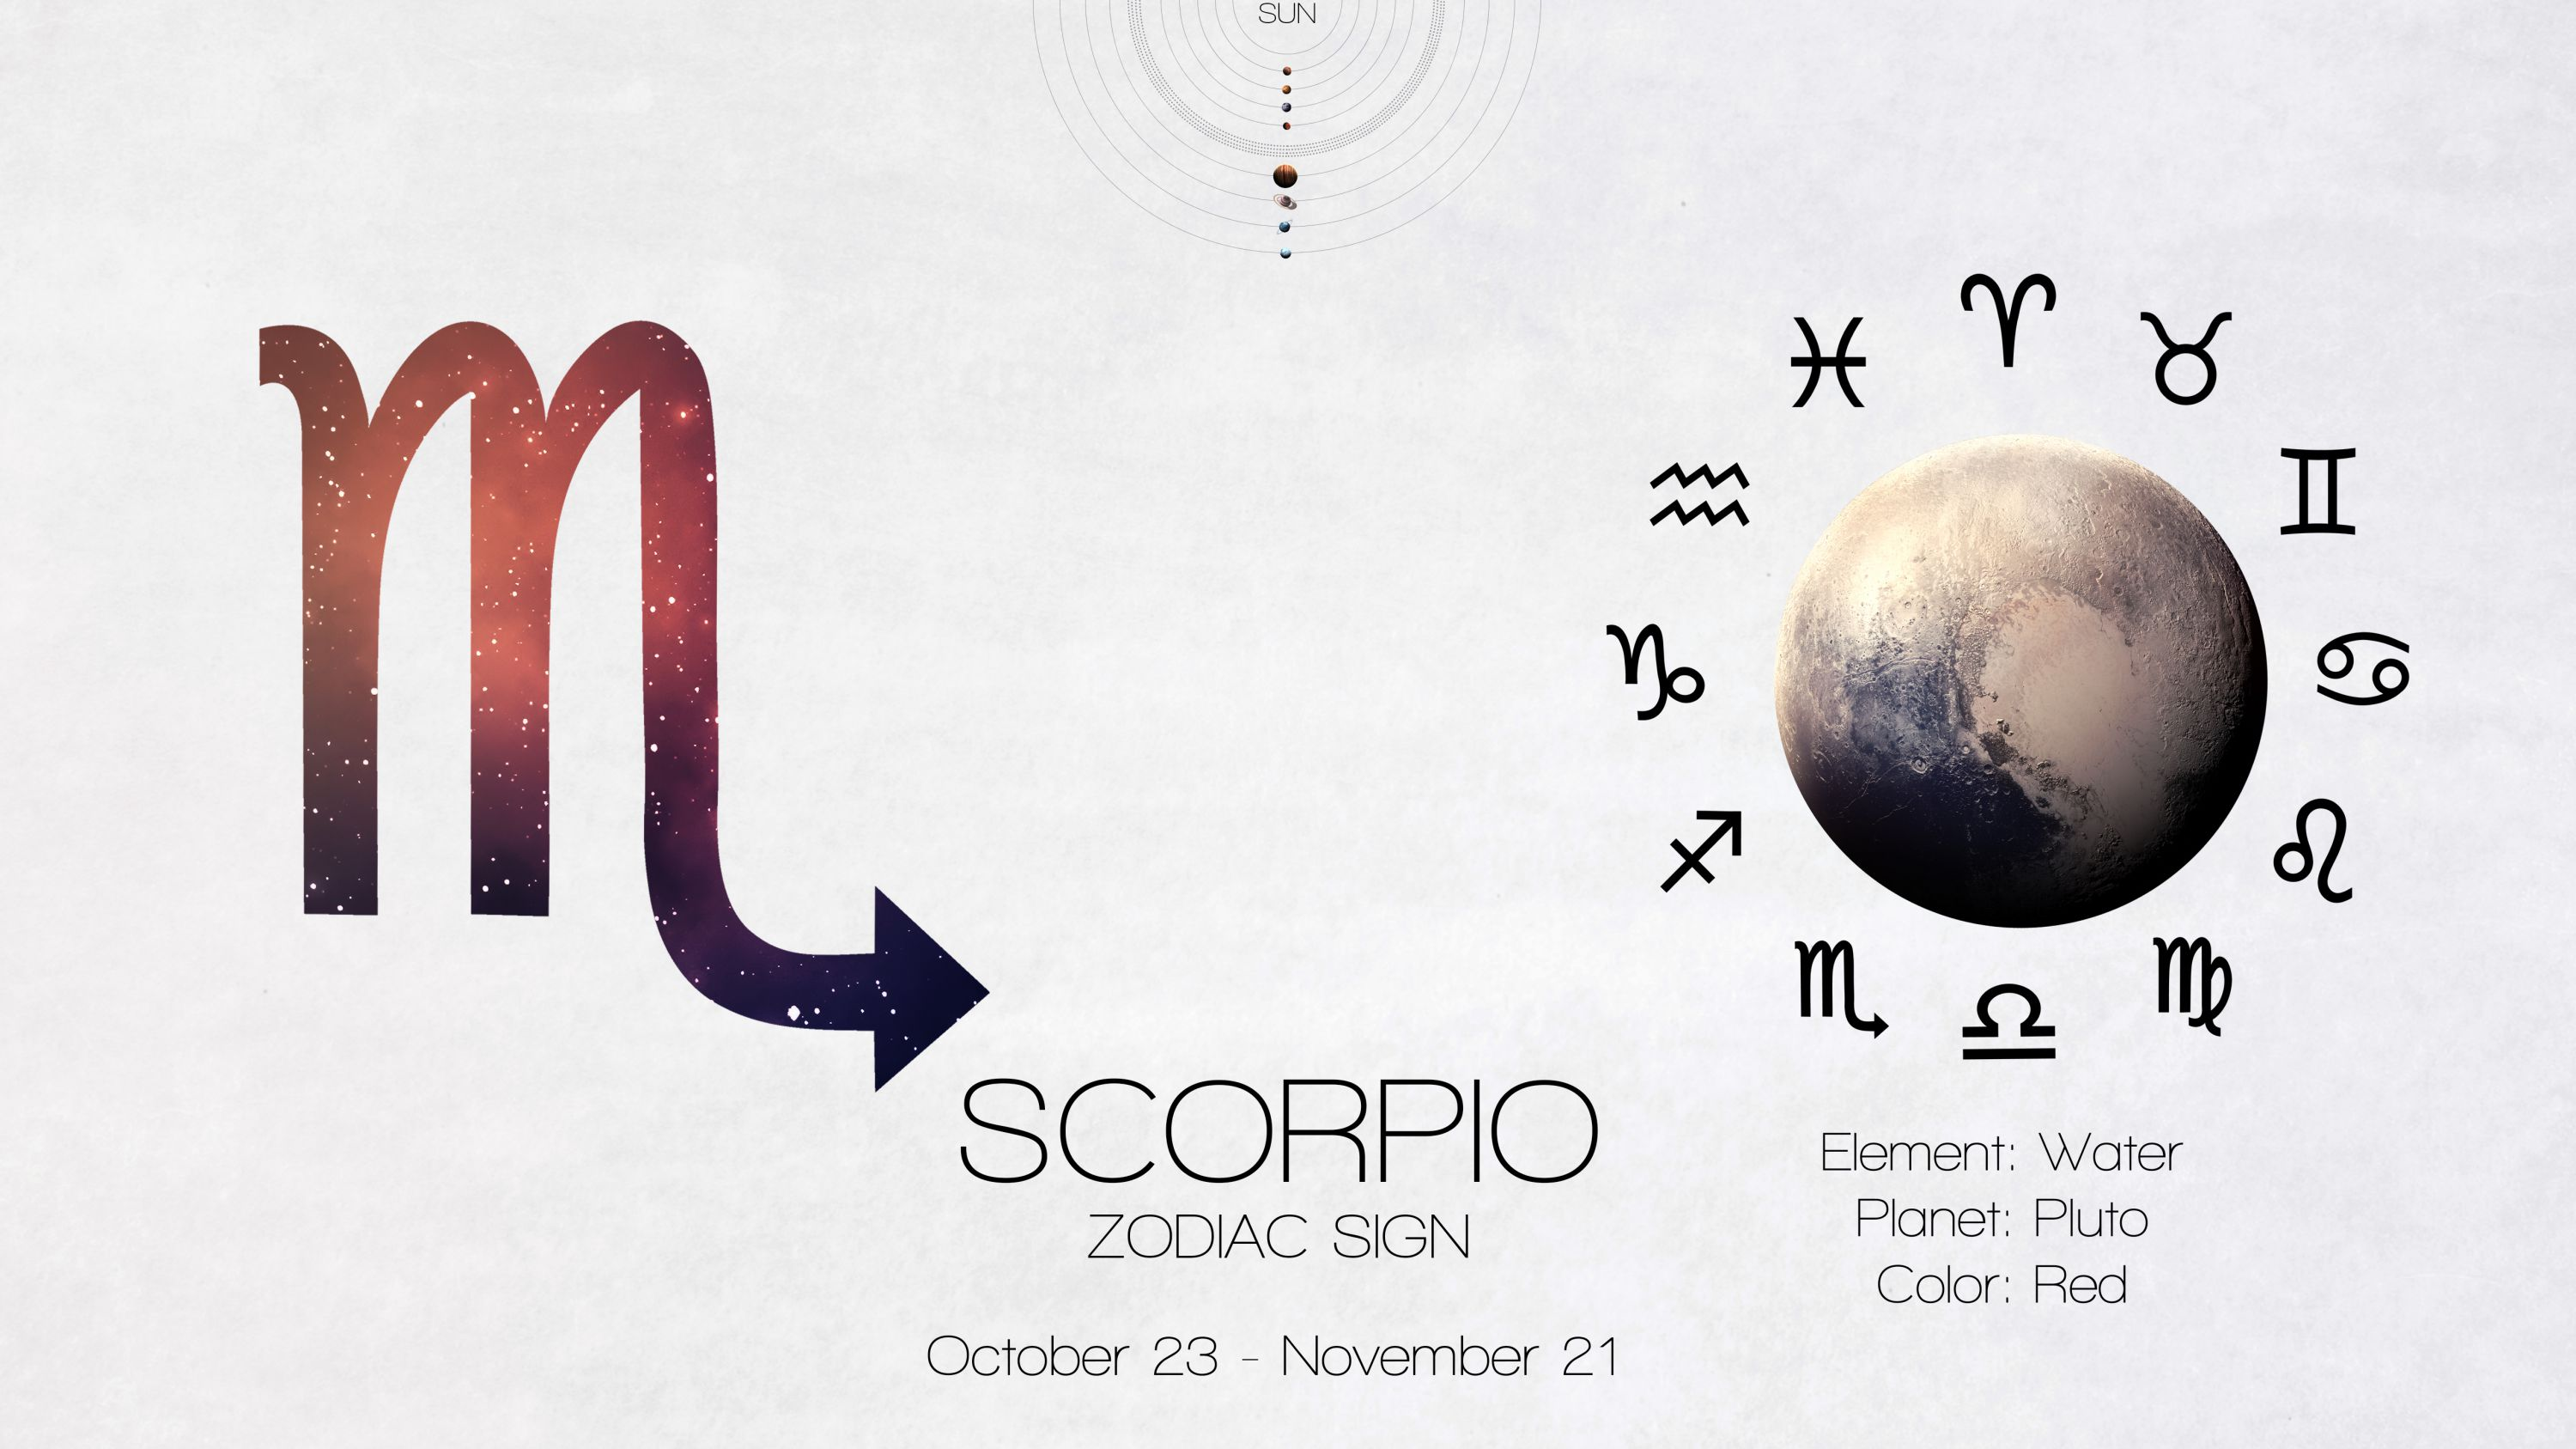 SUN
SCORPIO
ZODIAC SIGN
October 23 - November 21
Element: Water
Planet: Pluto
Color: Red